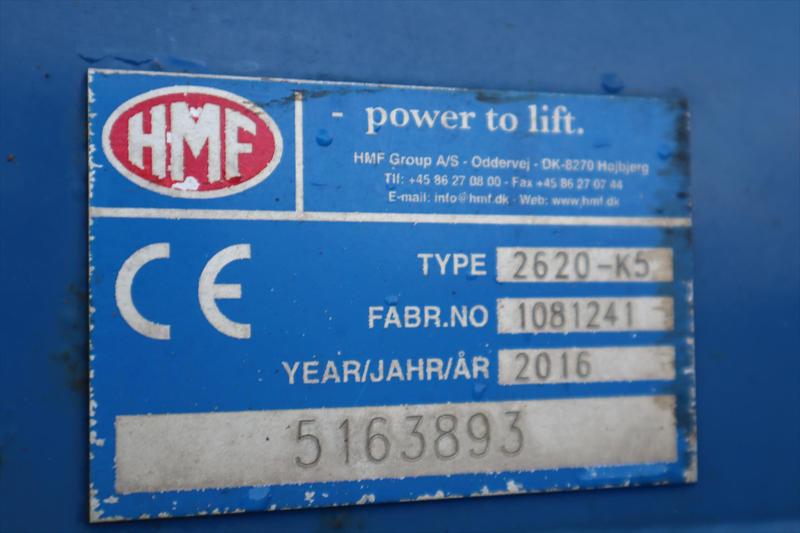 HMF
- power to lift.
HMF Group A/S - Oddervej - DK-8270 Højbjerg
Tlf: +45 86 27 08 00 - Fax +45 86 27 07 44
E-mail: info@hmf.dk - Web: www.hmf.dk
CE
TYPE 2620-K5
FABR.NO 1081241
YEAR/JAHR/ÅR 2016
5163893